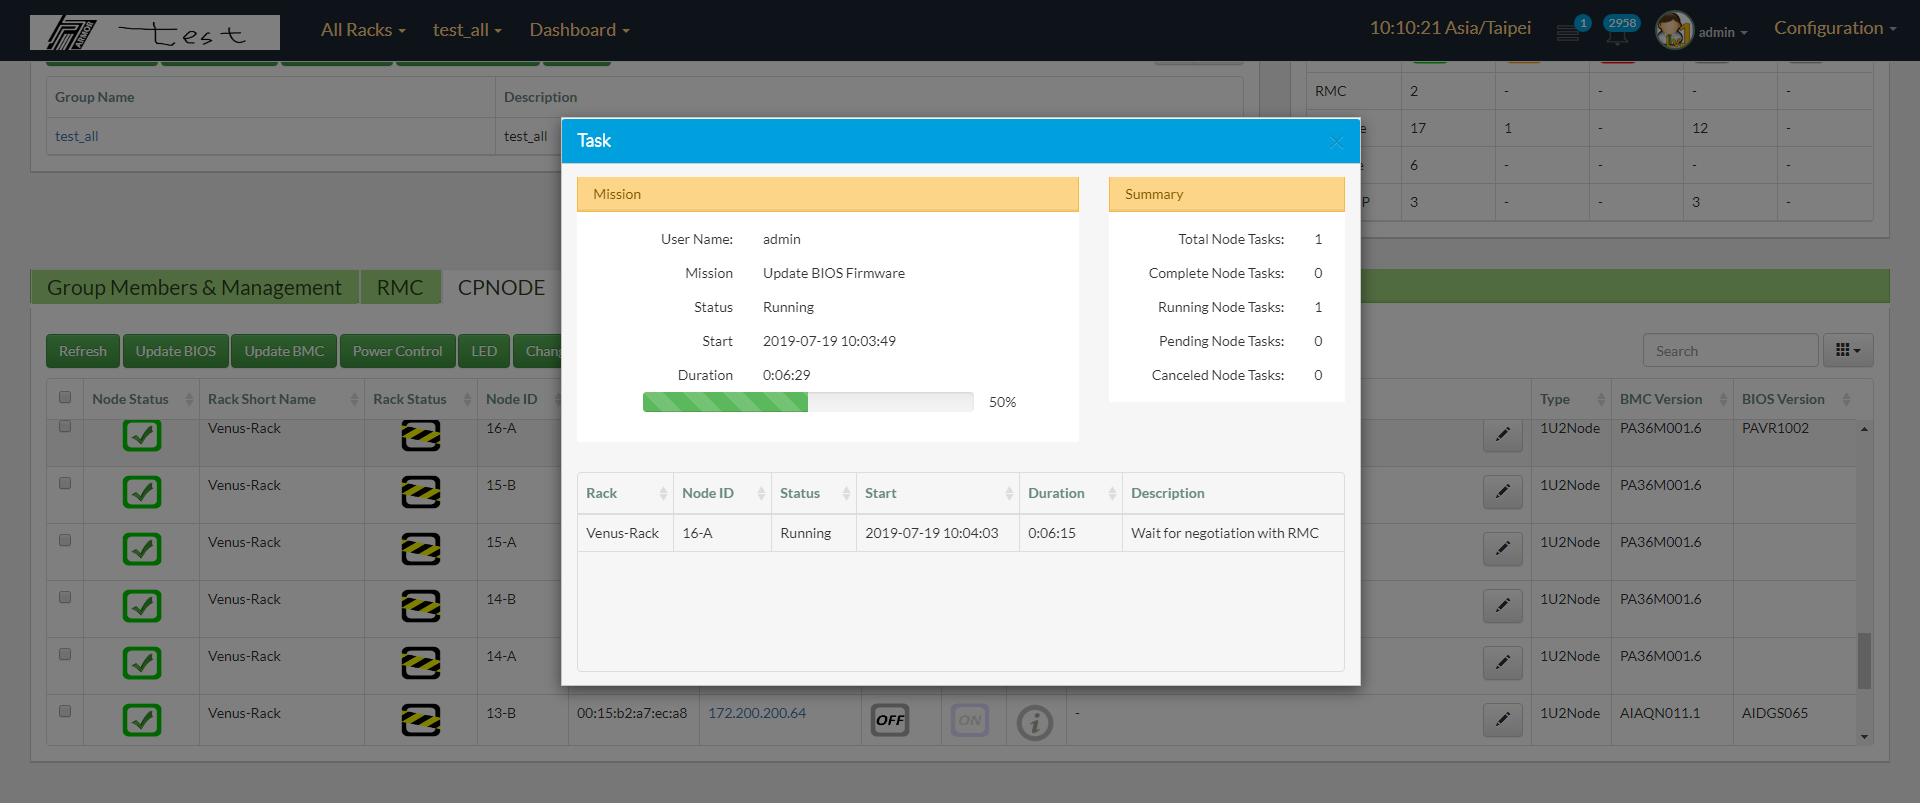 ARMOR test All Racks test_all Dashboard 10:10:21 Asia/Taipei 1 2958 admin Configuration
Group Name Description
test_all test_all
RMC 2 - - - -
e 17 1 - 12 -
e 6 - - - -
P 3 - - 3 -
Task
Mission
User Name: admin
Mission Update BIOS Firmware
Status Running
Start 2019-07-19 10:03:49
Duration 0:06:29
50%
Summary
Total Node Tasks: 1
Complete Node Tasks: 0
Running Node Tasks: 1
Pending Node Tasks: 0
Canceled Node Tasks: 0
Rack Node ID Status Start Duration Description
Venus-Rack 16-A Running 2019-07-19 10:04:03 0:06:15 Wait for negotiation with RMC
Group Members & Management RMC CPNODE
Refresh Update BIOS Update BMC Power Control LED Chang Search
Node Status Rack Short Name Rack Status Node ID Type BMC Version BIOS Version
Venus-Rack 16-A 1U2Node PA36M001.6 PAVR1002
Venus-Rack 15-B 1U2Node PA36M001.6
Venus-Rack 15-A 1U2Node PA36M001.6
Venus-Rack 14-B 1U2Node PA36M001.6
Venus-Rack 14-A 1U2Node PA36M001.6
Venus-Rack 13-B 00:15:b2:a7:ec:a8 172.200.200.64 OFF ON i - 1U2Node AIAQN011.1 AIDGS065